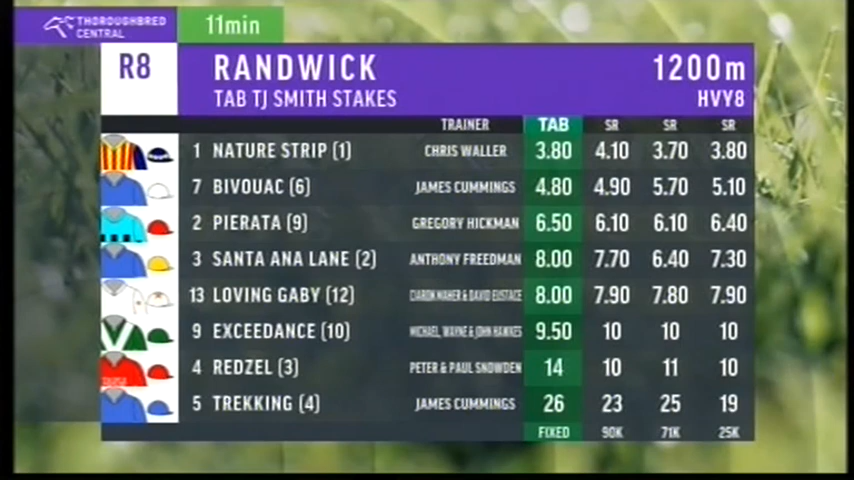 THOROUGHBRED
CENTRAL
11min
R8
RANDWICK
1200m
TAB TJ SMITH STAKES
HVY8
TRAINER TAB SR SR SR
1 NATURE STRIP (1) CHRIS WALLER 3.80 4.10 3.70 3.80
7 BIVOUAC (6) JAMES CUMMINGS 4.80 4.90 5.70 5.10
2 PIERATA (9) GREGORY HICKMAN 6.50 6.10 6.10 6.40
3 SANTA ANA LANE (2) ANTHONY FREEDMAN 8.00 7.70 6.40 7.30
13 LOVING GABY (12) CIARON MAHER & DAVID EUSTACE 8.00 7.90 7.80 7.90
9 EXCEEDANCE (10) MICHAEL, WAYNE & JOHN HAWKES 9.50 10 10 10
4 REDZEL (3) PETER & PAUL SNOWDEN 14 10 11 10
5 TREKKING (4) JAMES CUMMINGS 26 23 25 19
FIXED 90K 71K 25K